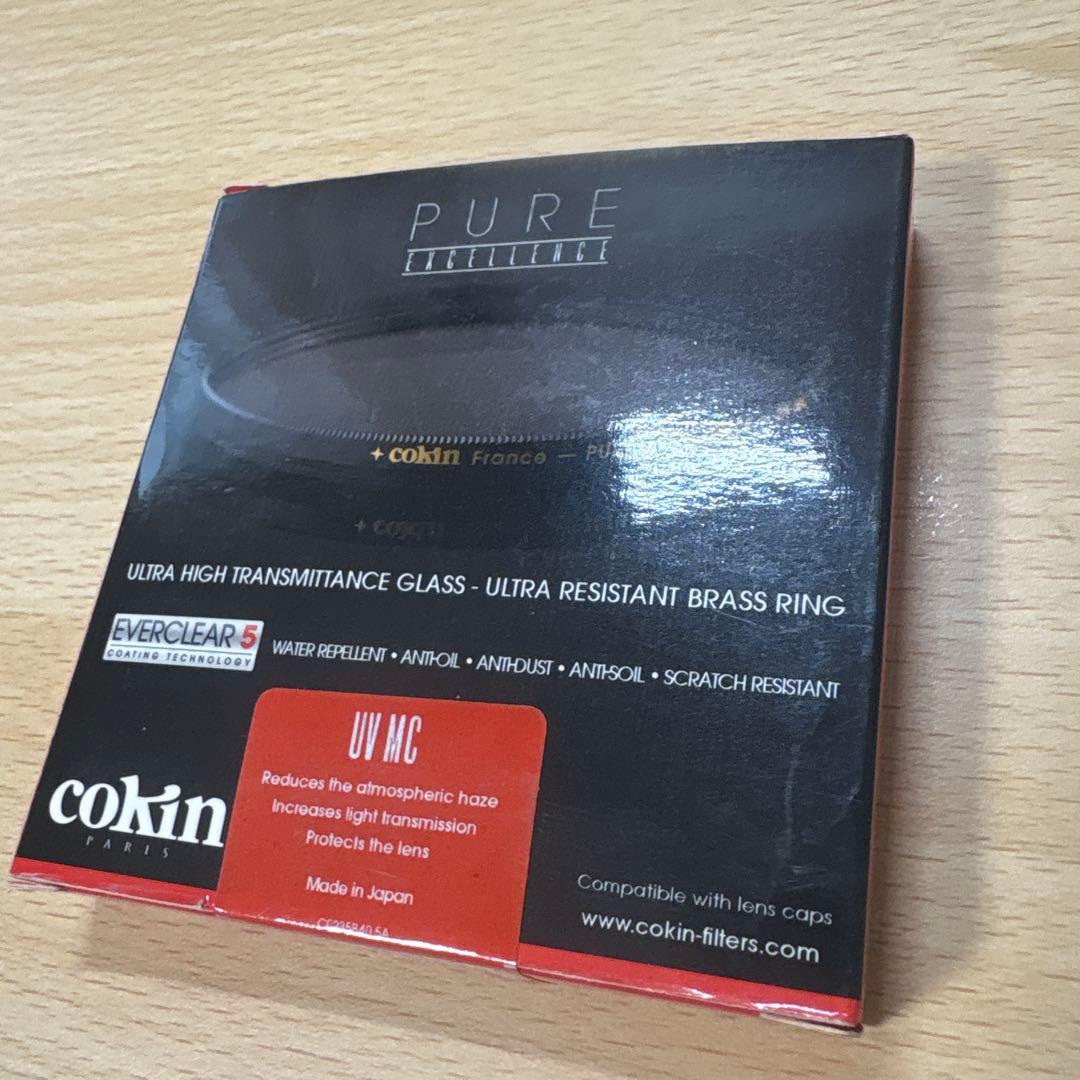 PURE
EXCELLENCE
cokin France — PU
cokin
ULTRA HIGH TRANSMITTANCE GLASS - ULTRA RESISTANT BRASS RING
EVERCLEAR 5
COATING TECHNOLOGY
WATER REPELLENT • ANTI-OIL • ANTI-DUST • ANTI-SOIL • SCRATCH RESISTANT
UV MC
Reduces the atmospheric haze
Increases light transmission
Protects the lens
Made in Japan
cokin
PARIS
Compatible with lens caps
www.cokin-filters.com